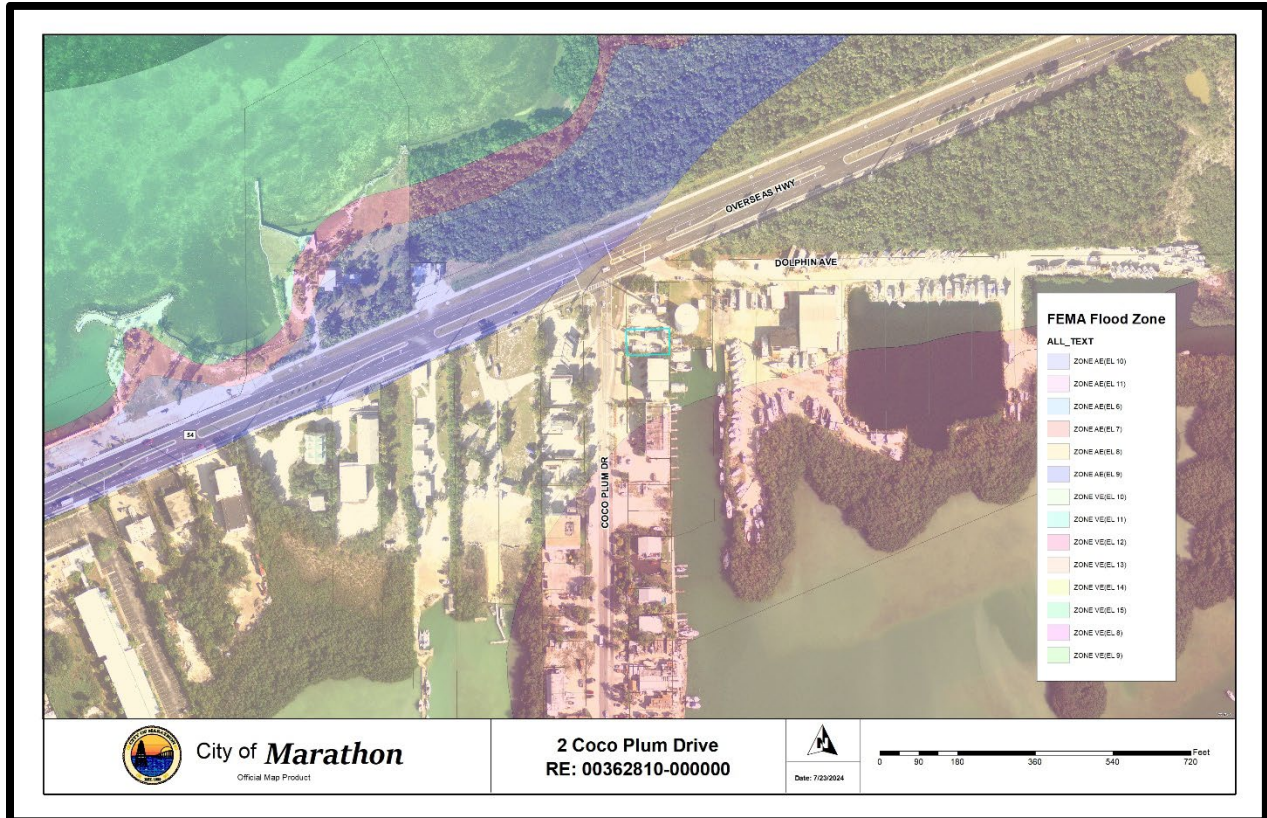 OVERSEAS HWY
DOLPHIN AVE
COCO PLUM DR
54
FEMA Flood Zone
ALL_TEXT
ZONE AE(EL 10)
ZONE AE(EL 11)
ZONE AE(EL 6)
ZONE AE(EL 7)
ZONE AE(EL 8)
ZONE AE(EL 9)
ZONE VE(EL 10)
ZONE VE(EL 11)
ZONE VE(EL 12)
ZONE VE(EL 13)
ZONE VE(EL 14)
ZONE VE(EL 15)
ZONE VE(EL 8)
ZONE VE(EL 9)
CITY OF MARATHON
City of Marathon
Official Map Product
2 Coco Plum Drive
RE: 00362810-000000
N
Date: 7/23/2024
Feet
0 90 180 360 540 720